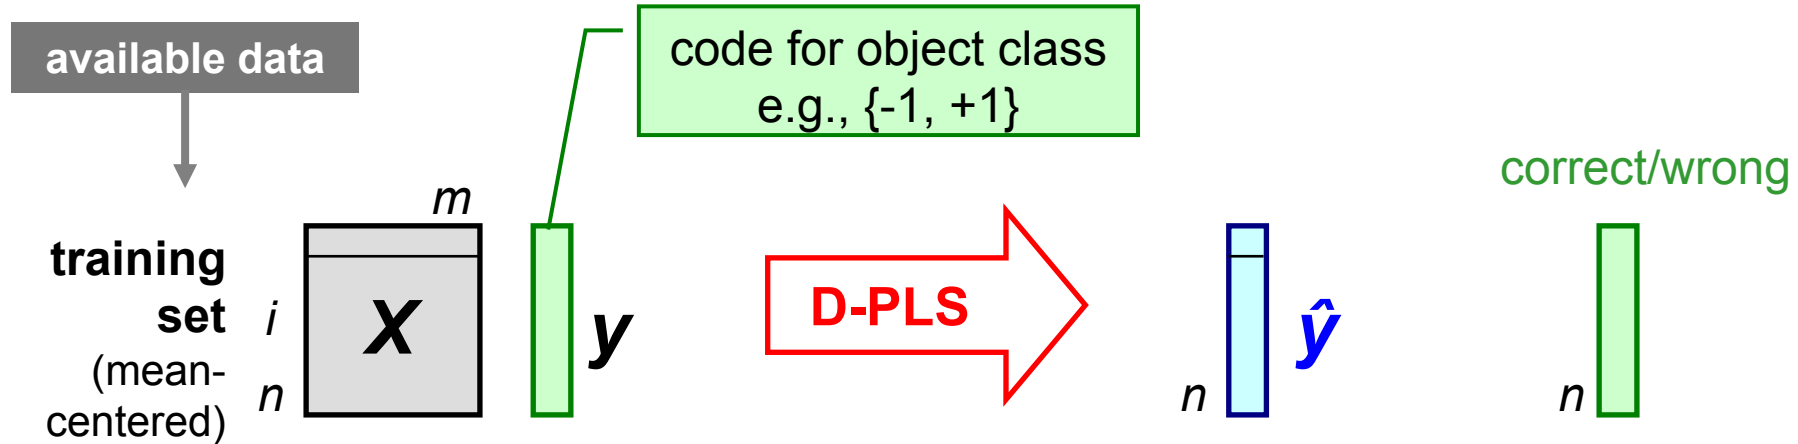 available data
code for object class
e.g., {-1, +1}
correct/wrong
m
training
set
(mean-
centered)
i
n
X
y
D-PLS
n
ŷ
n